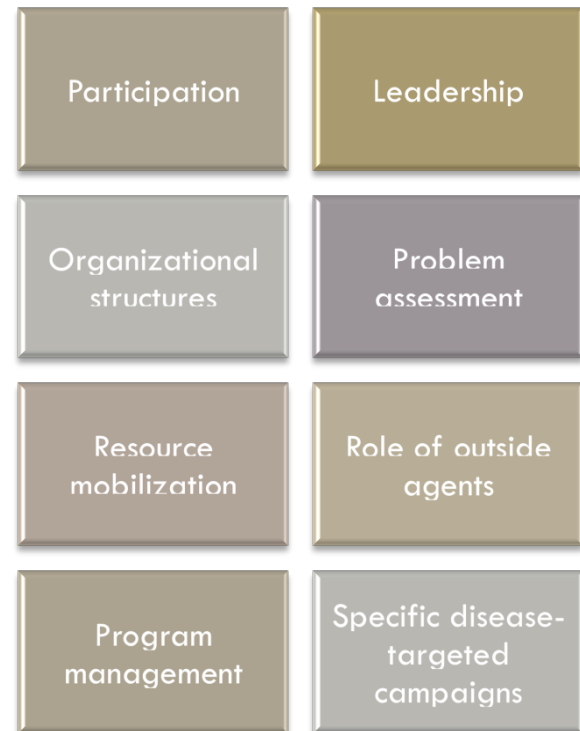 Participation
Leadership
Organizational
structures
Problem
assessment
Resource
mobilization
Role of outside
agents
Program
management
Specific disease-
targeted
campaigns